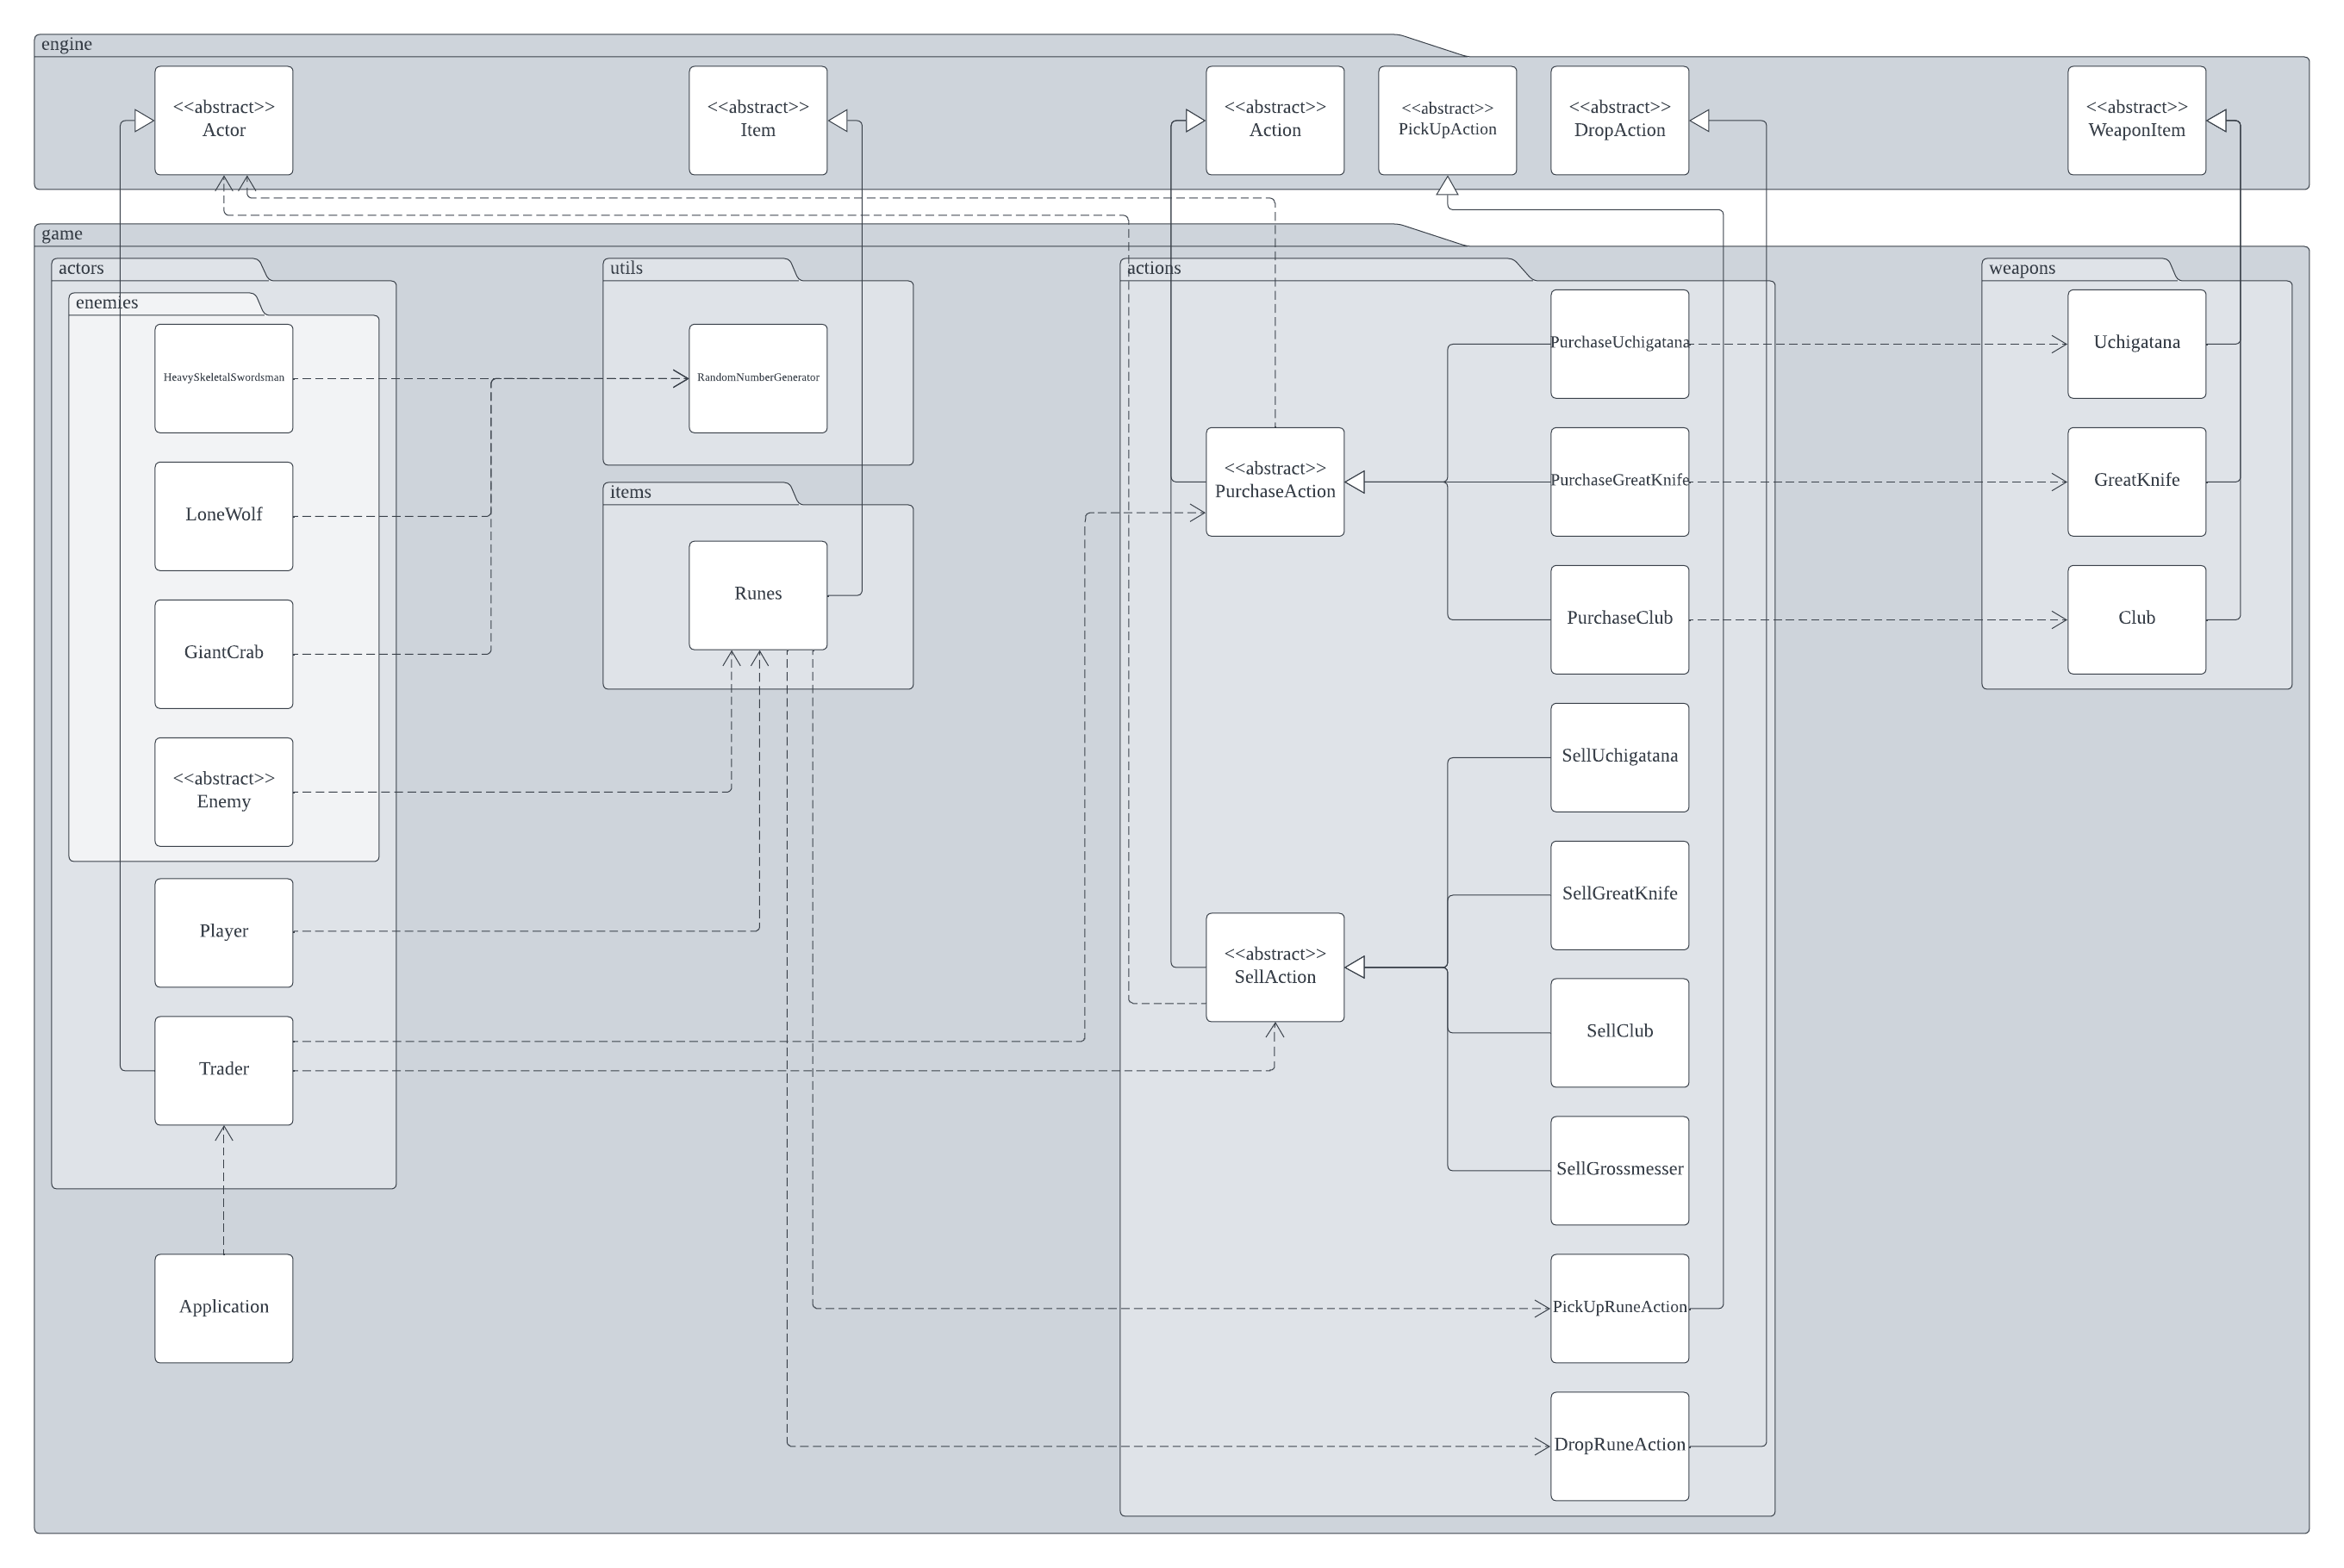 engine
<<abstract>>
Actor
<<abstract>>
Item
<<abstract>>
Action
<<abstract>>
PickUpAction
<<abstract>>
DropAction
<<abstract>>
WeaponItem
game
actors
enemies
HeavySkeletalSwordsman
LoneWolf
GiantCrab
<<abstract>>
Enemy
Player
Trader
Application
utils
RandomNumberGenerator
items
Runes
actions
<<abstract>>
PurchaseAction
<<abstract>>
SellAction
PurchaseUchigatana
PurchaseGreatKnife
PurchaseClub
SellUchigatana
SellGreatKnife
SellClub
SellGrossmesser
PickUpRuneAction
DropRuneAction
weapons
Uchigatana
GreatKnife
Club